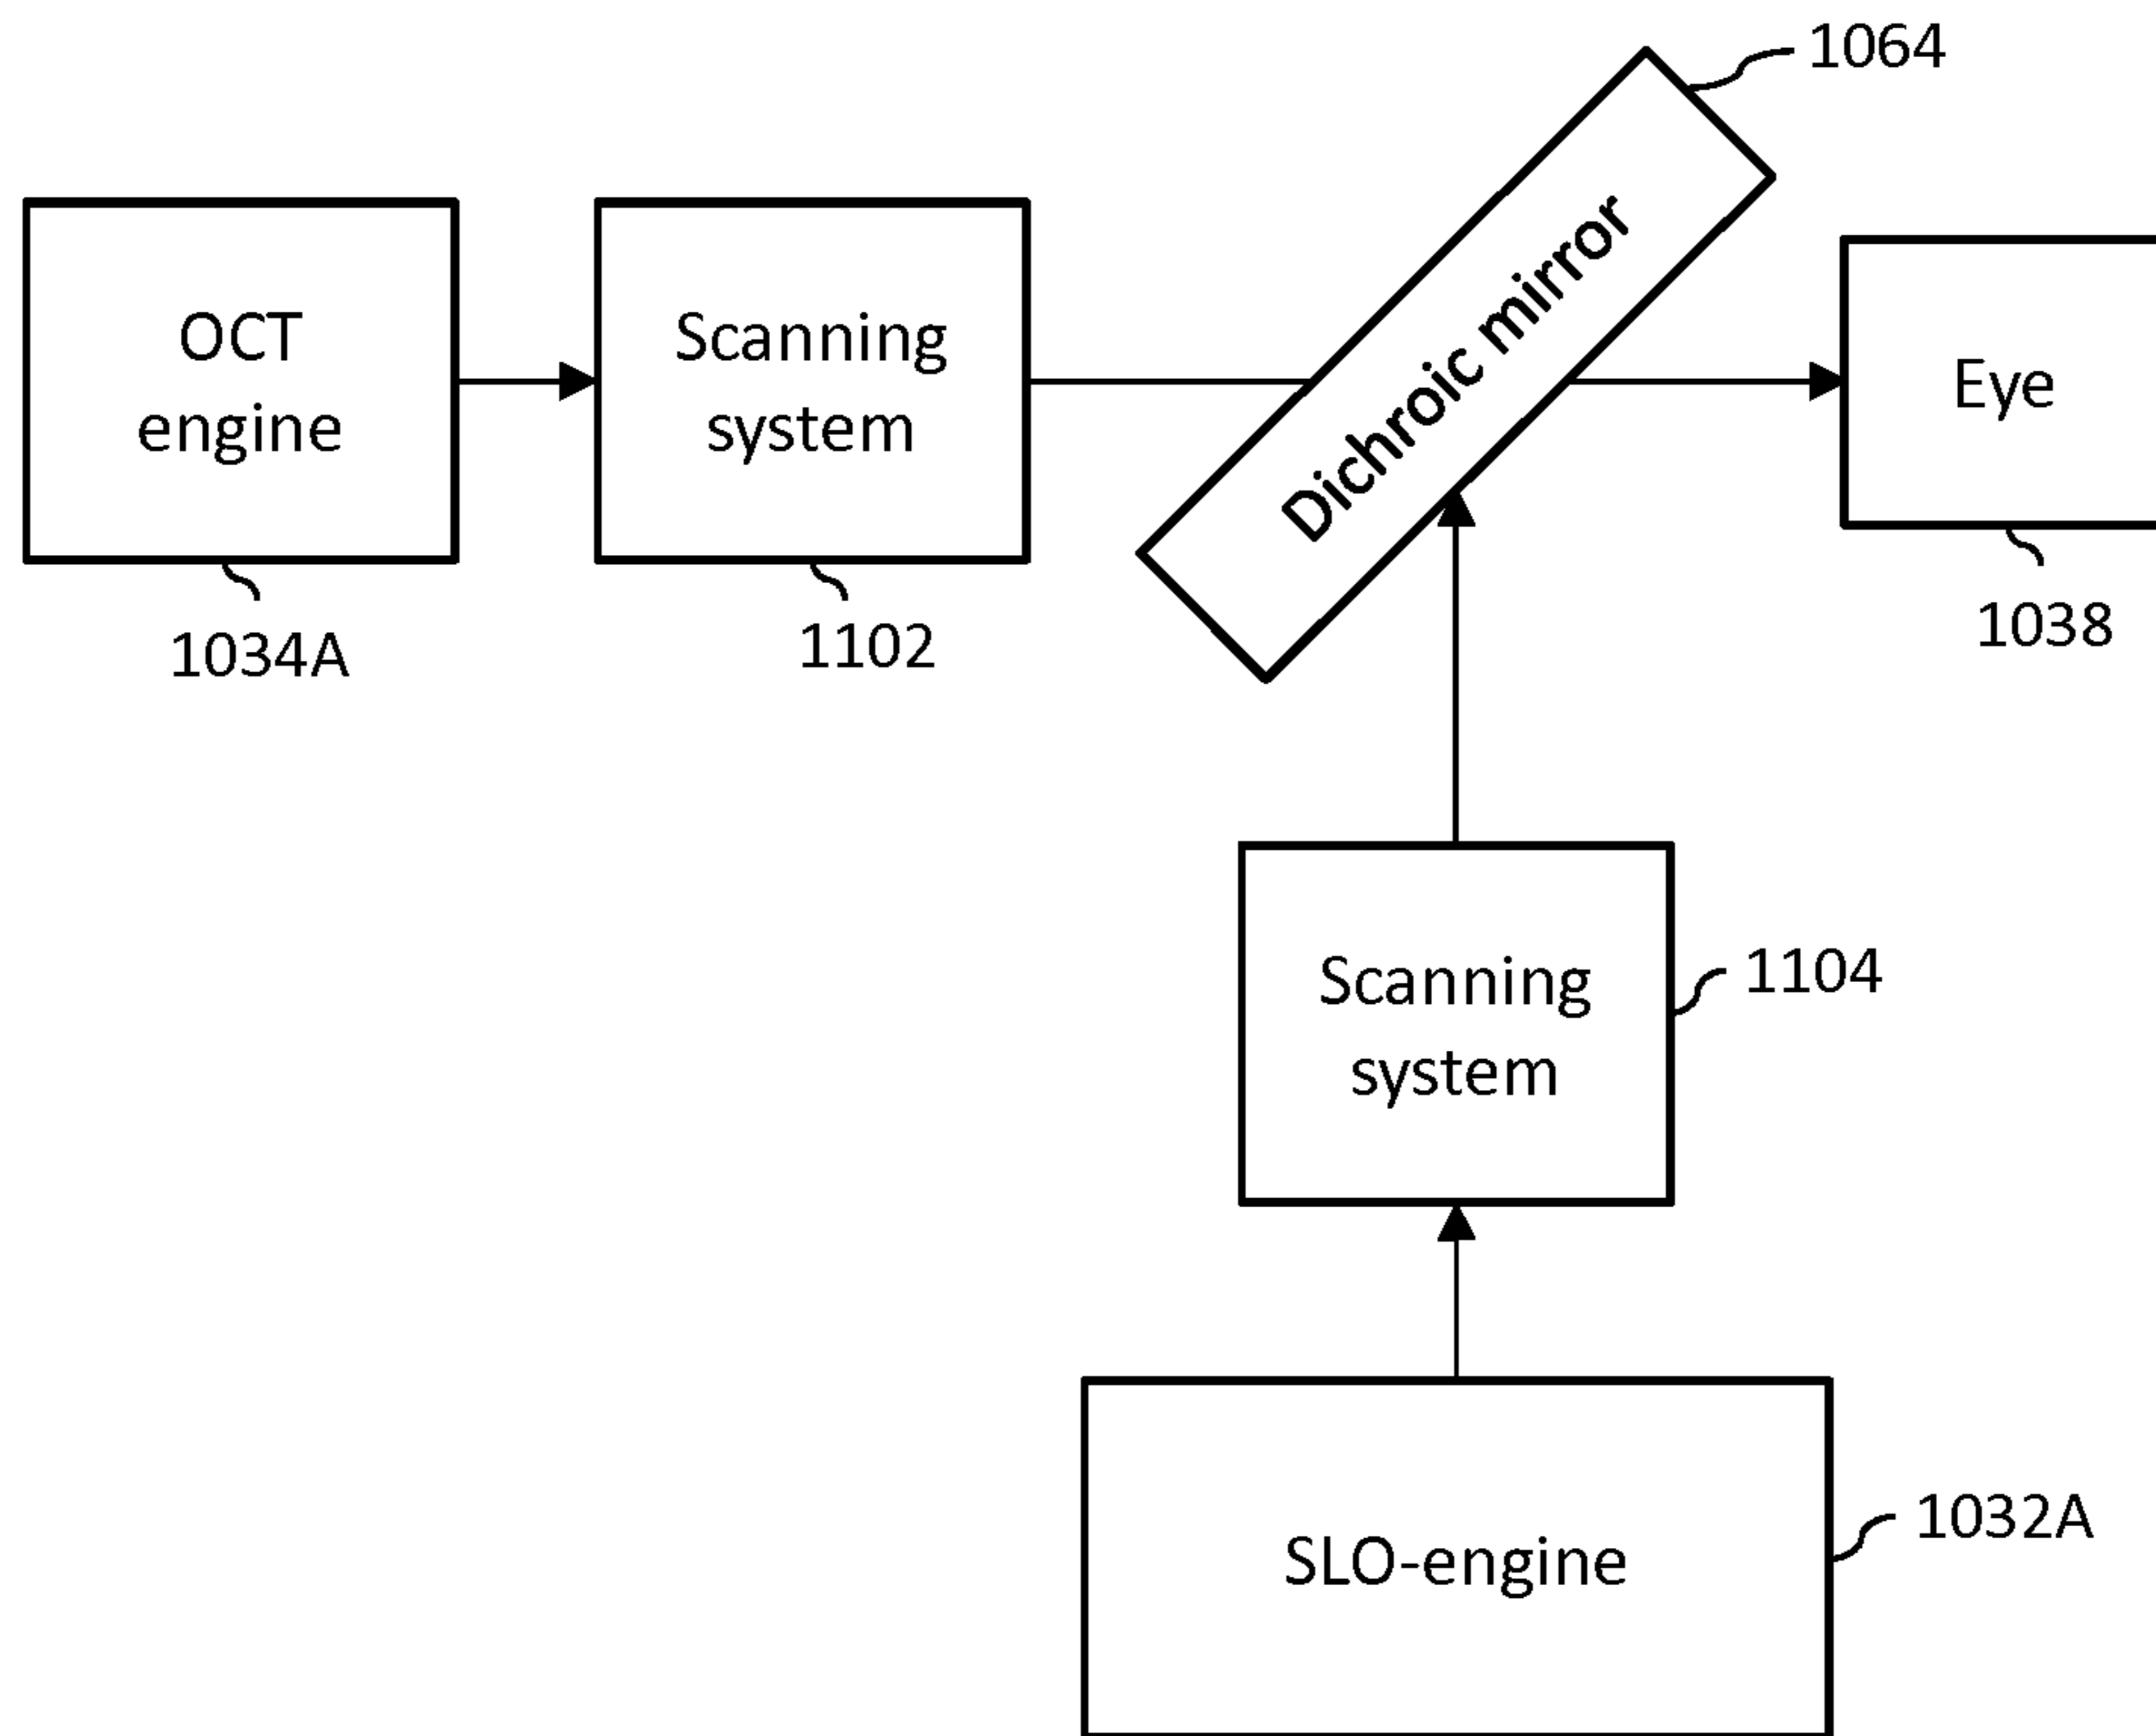 1064
OCT
engine
Scanning
system
Dichroic mirror
Eye
1034A
1102
1038
Scanning
system
1104
SLO-engine
1032A